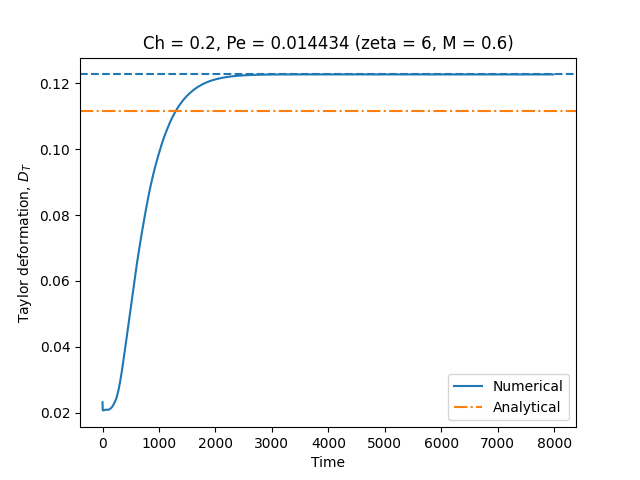 Ch = 0.2, Pe = 0.014434 (zeta = 6, M = 0.6)
0.12
0.10
0.08
0.06
0.04
0.02
Taylor deformation, D_T
0 1000 2000 3000 4000 5000 6000 7000 8000
Time
Numerical
Analytical